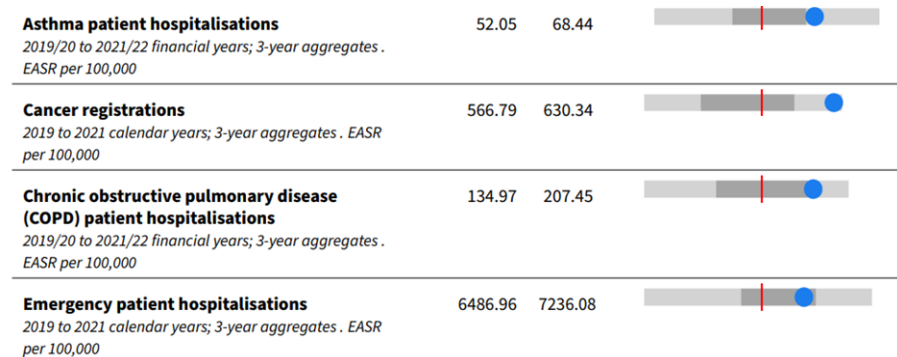 Asthma patient hospitalisations 52.05 68.44
2019/20 to 2021/22 financial years; 3-year aggregates .
EASR per 100,000
Cancer registrations 566.79 630.34
2019 to 2021 calendar years; 3-year aggregates . EASR
per 100,000
Chronic obstructive pulmonary disease 134.97 207.45
(COPD) patient hospitalisations
2019/20 to 2021/22 financial years; 3-year aggregates .
EASR per 100,000
Emergency patient hospitalisations 6486.96 7236.08
2019 to 2021 calendar years; 3-year aggregates . EASR
per 100,000